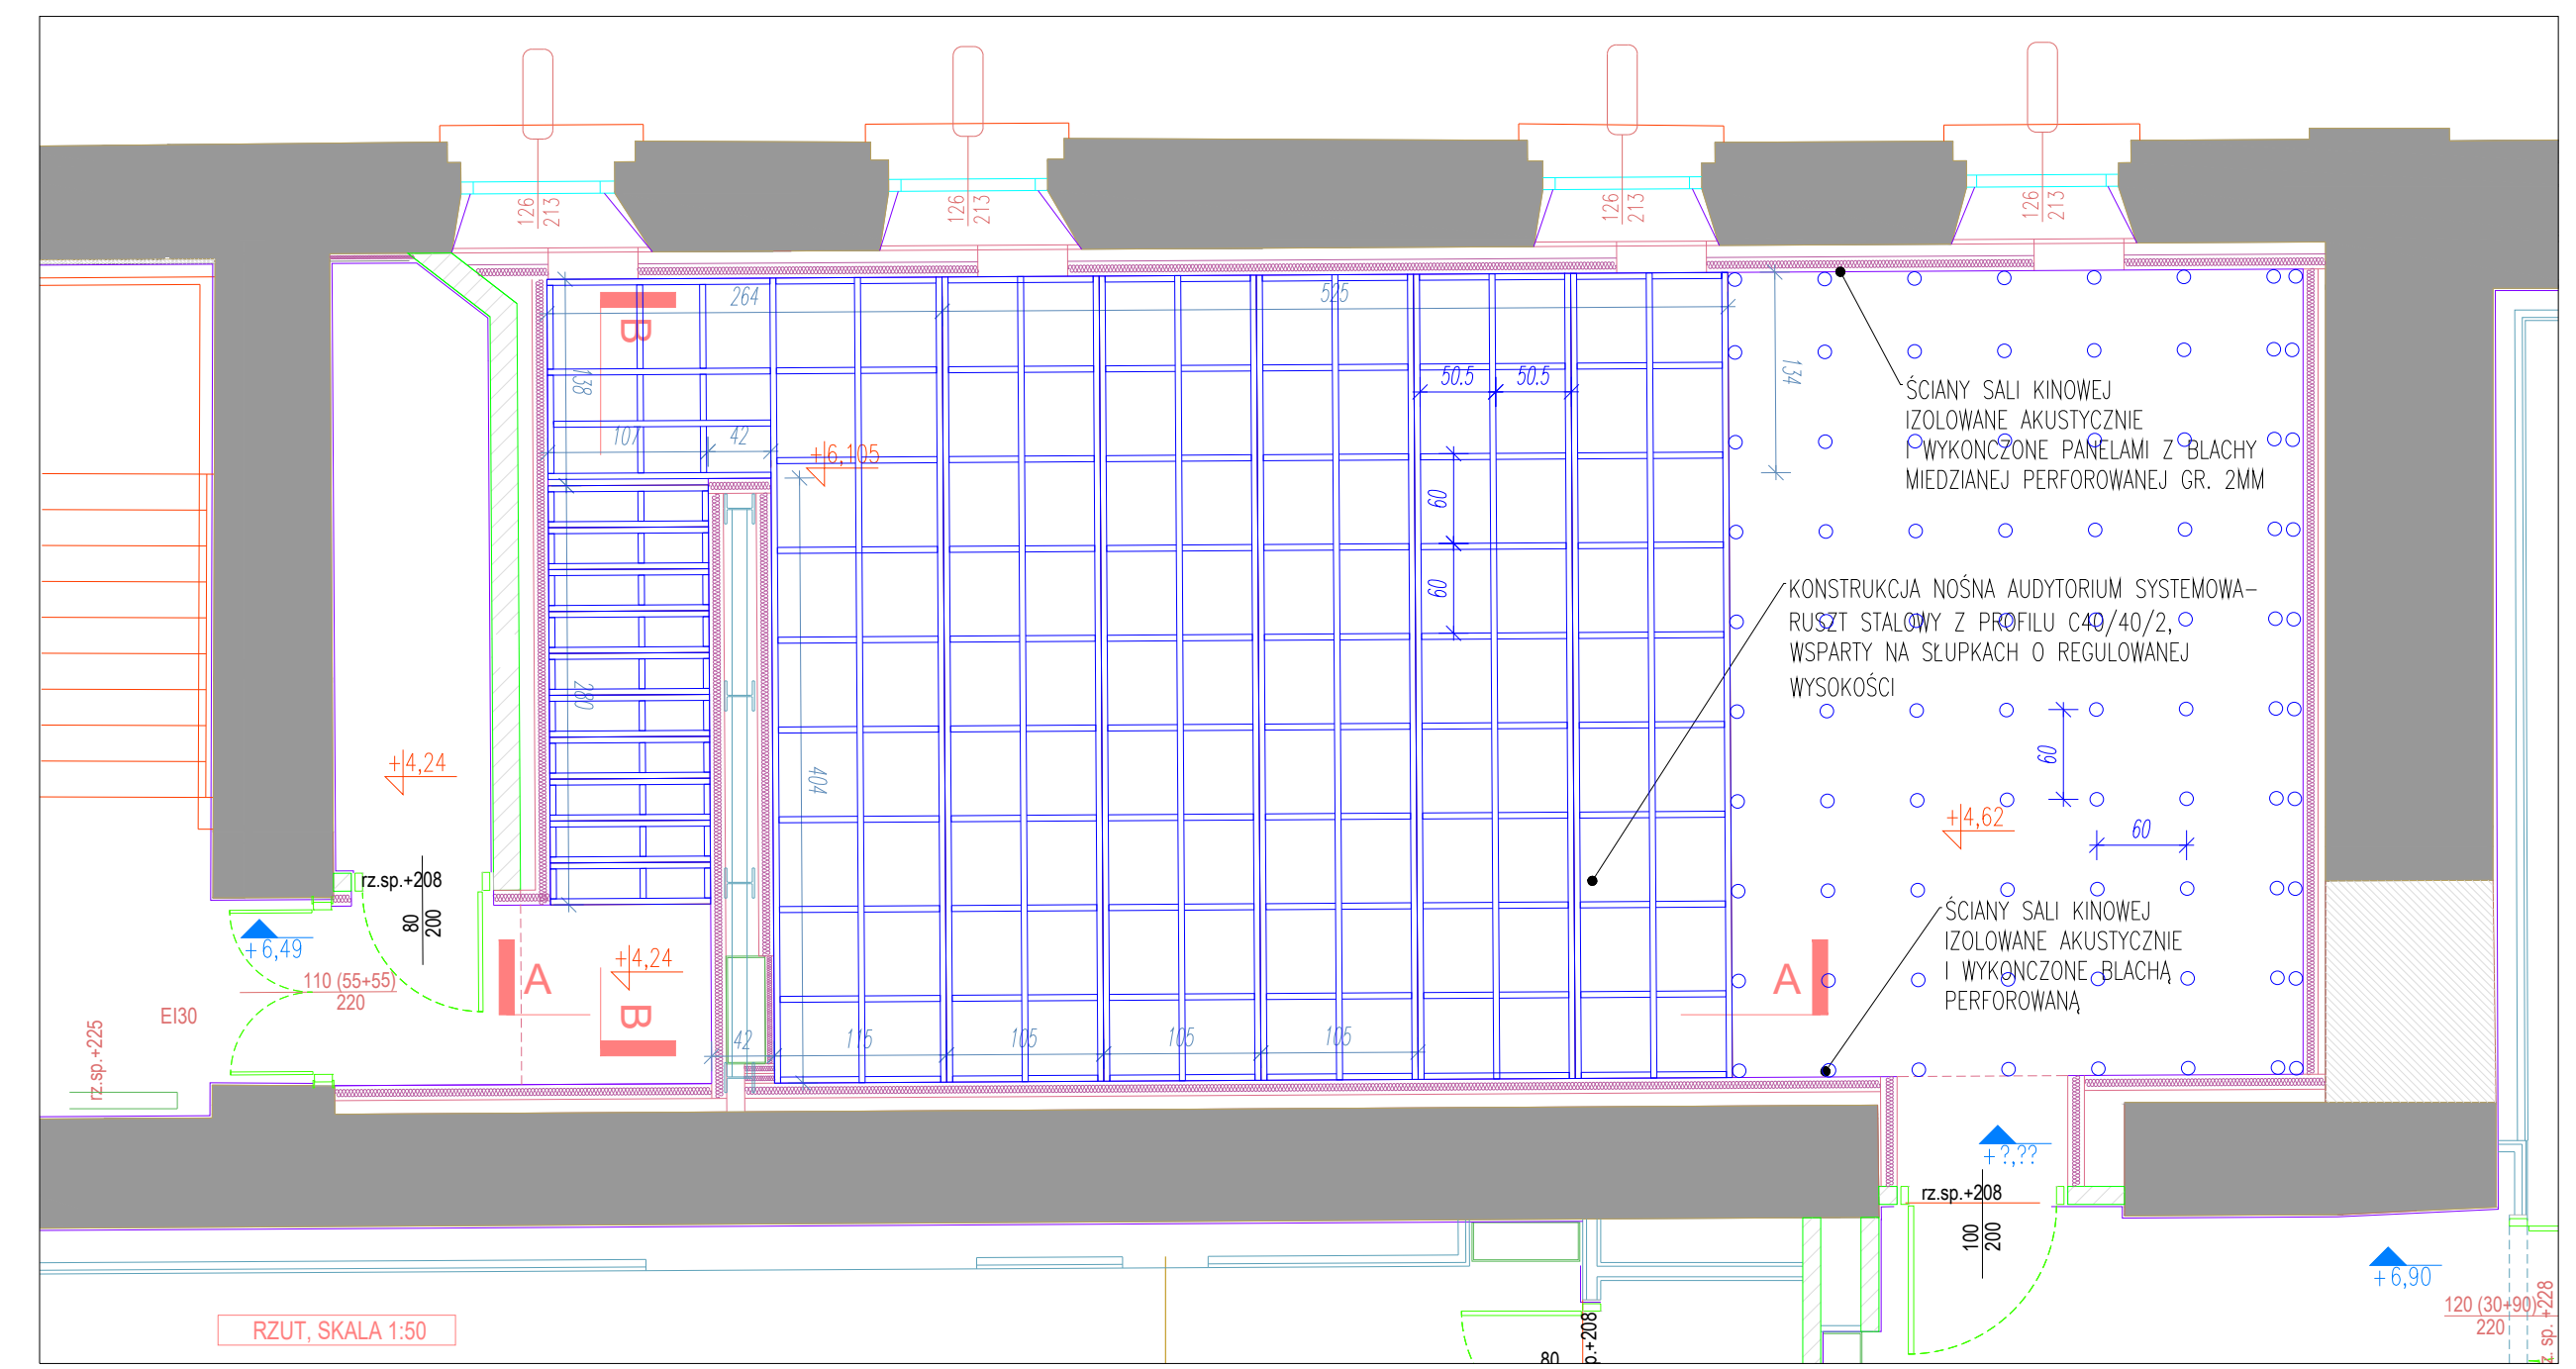 126
213
126
213
126
213
126
213
B
264
525
138
134
50.5
50.5
107
42
+6,105
ŚCIANY SALI KINOWEJ
IZOLOWANE AKUSTYCZNIE
I WYKONCZONE PANELAMI Z BLACHY
MIEDZIANEJ PERFOROWANEJ GR. 2MM
60
60
KONSTRUKCJA NOŚNA AUDYTORIUM SYSTEMOWA-
RUSZT STALOWY Z PROFILU C40/40/2,
WSPARTY NA SŁUPKACH O REGULOWANEJ
WYSOKOŚCI
280
404
+4,24
60
+4,62
60
rz.sp.+208
80
200
+6,49
110 (55+55)
220
EI30
rz.sp.+225
A
+4,24
B
A
ŚCIANY SALI KINOWEJ
IZOLOWANE AKUSTYCZNIE
I WYKONCZONE BLACHĄ
PERFOROWANĄ
42
115
105
105
105
+?,??
rz.sp.+208
100
200
+6,90
120 (30+90)
220
rz. sp. +228
RZUT, SKALA 1:50
80
p.+208